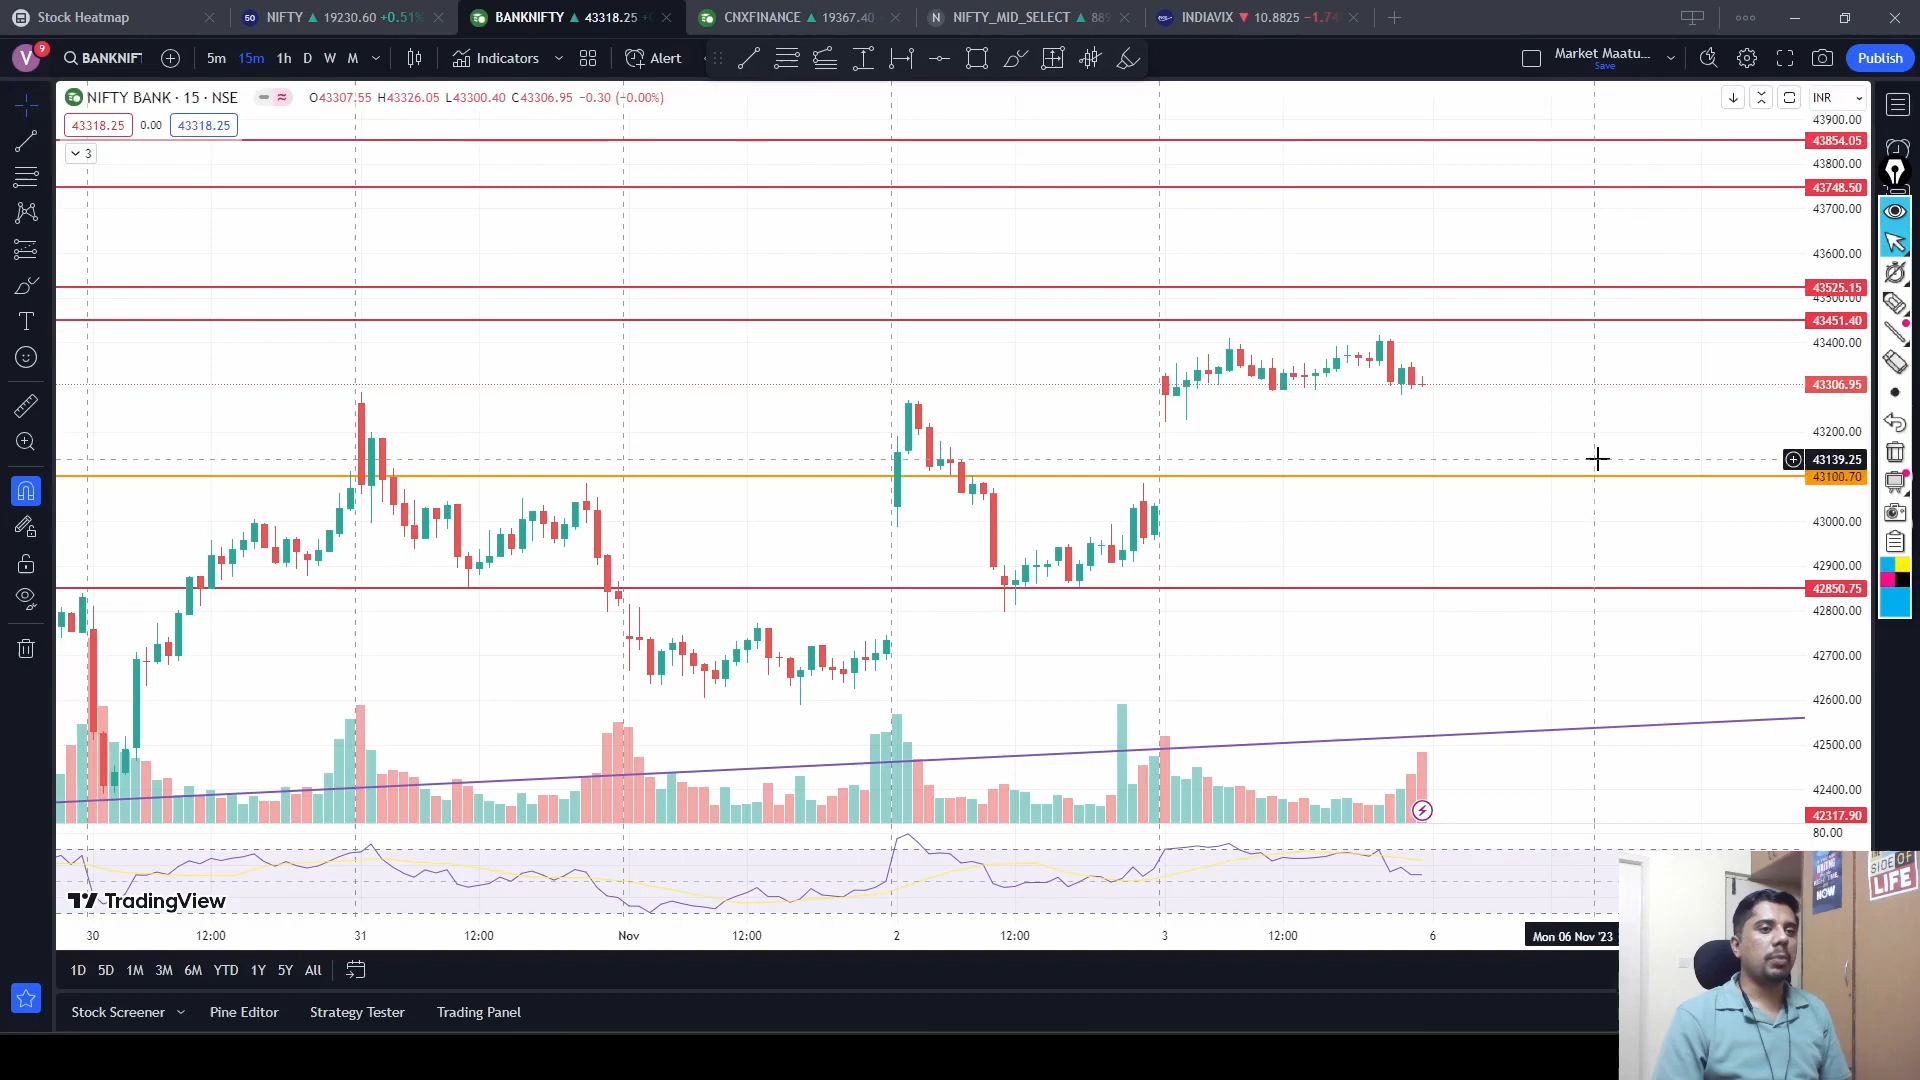 Stock Heatmap
50 NIFTY ▲ 19230.60 +0.51%
BANKNIFTY ▲ 43318.25
CNXFINANCE ▲ 19367.40
N NIFTY_MID_SELECT ▲ 889
INDIAVIX ▼ 10.8825 −1.74
V 9 BANKNIFT 5m 15m 1h D W M Indicators Alert
Market Maatu...
Save
Publish
NIFTY BANK · 15 · NSE
O43307.55 H43326.05 L43300.40 C43306.95 −0.30 (−0.00%)
INR
43318.25 0.00 43318.25
3
43900.00
43854.05
43800.00
43748.50
43700.00
43600.00
43525.15
43500.00
43451.40
43400.00
43306.95
43200.00
43139.25
43100.70
43000.00
42900.00
42850.75
42800.00
42700.00
42600.00
42500.00
42400.00
42317.90
80.00
TradingView
30 12:00 31 12:00 Nov 12:00 2 12:00 3 12:00 6 Mon 06 Nov '23
1D 5D 1M 3M 6M YTD 1Y 5Y All
Stock Screener Pine Editor Strategy Tester Trading Panel
SIDE OF
LIFE
NOW